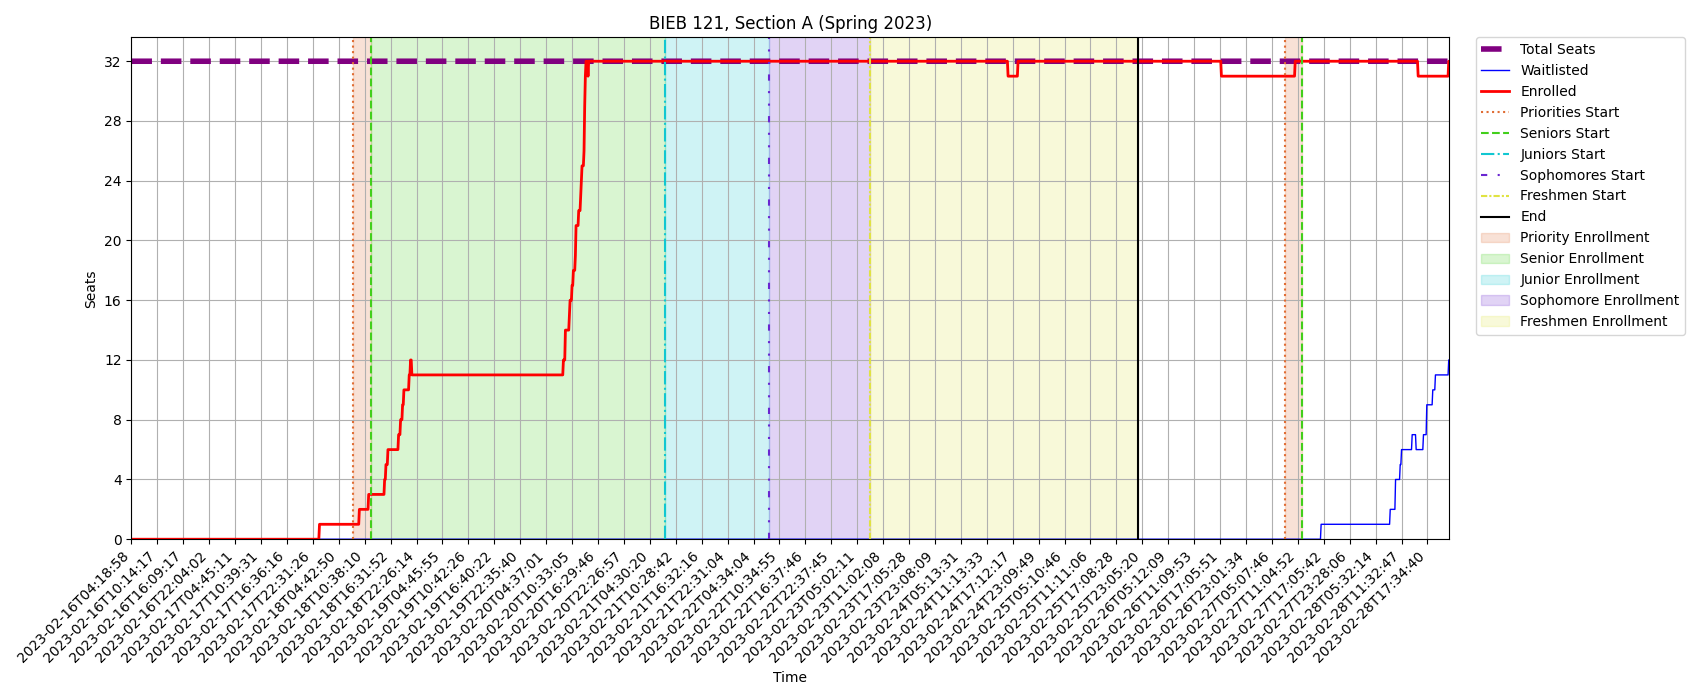 BIEB 121, Section A (Spring 2023)
Seats
32
28
24
20
16
12
8
4
0
2023-02-16T04:18:58
2023-02-16T10:14:17
2023-02-16T16:09:17
2023-02-16T22:04:02
2023-02-17T04:45:11
2023-02-17T10:39:31
2023-02-17T16:36:16
2023-02-17T22:31:26
2023-02-18T04:42:50
2023-02-18T10:38:10
2023-02-18T16:31:52
2023-02-18T22:26:14
2023-02-19T04:45:55
2023-02-19T10:42:26
2023-02-19T16:40:22
2023-02-19T22:35:40
2023-02-20T04:37:01
2023-02-20T10:33:05
2023-02-20T16:29:46
2023-02-20T22:26:57
2023-02-21T04:30:20
2023-02-21T10:28:42
2023-02-21T16:32:16
2023-02-21T22:31:04
2023-02-22T04:34:04
2023-02-22T10:34:55
2023-02-22T16:37:46
2023-02-22T22:37:45
2023-02-23T05:02:11
2023-02-23T11:02:08
2023-02-23T17:05:28
2023-02-23T23:08:09
2023-02-24T05:13:31
2023-02-24T11:13:33
2023-02-24T17:12:17
2023-02-24T23:09:49
2023-02-25T05:10:46
2023-02-25T11:11:06
2023-02-25T17:08:28
2023-02-25T23:05:20
2023-02-26T05:12:09
2023-02-26T11:09:53
2023-02-26T17:05:51
2023-02-26T23:01:34
2023-02-27T05:07:46
2023-02-27T11:04:52
2023-02-27T17:05:42
2023-02-27T23:28:06
2023-02-28T05:32:14
2023-02-28T11:32:47
2023-02-28T17:34:40
Time
Total Seats
Waitlisted
Enrolled
Priorities Start
Seniors Start
Juniors Start
Sophomores Start
Freshmen Start
End
Priority Enrollment
Senior Enrollment
Junior Enrollment
Sophomore Enrollment
Freshmen Enrollment